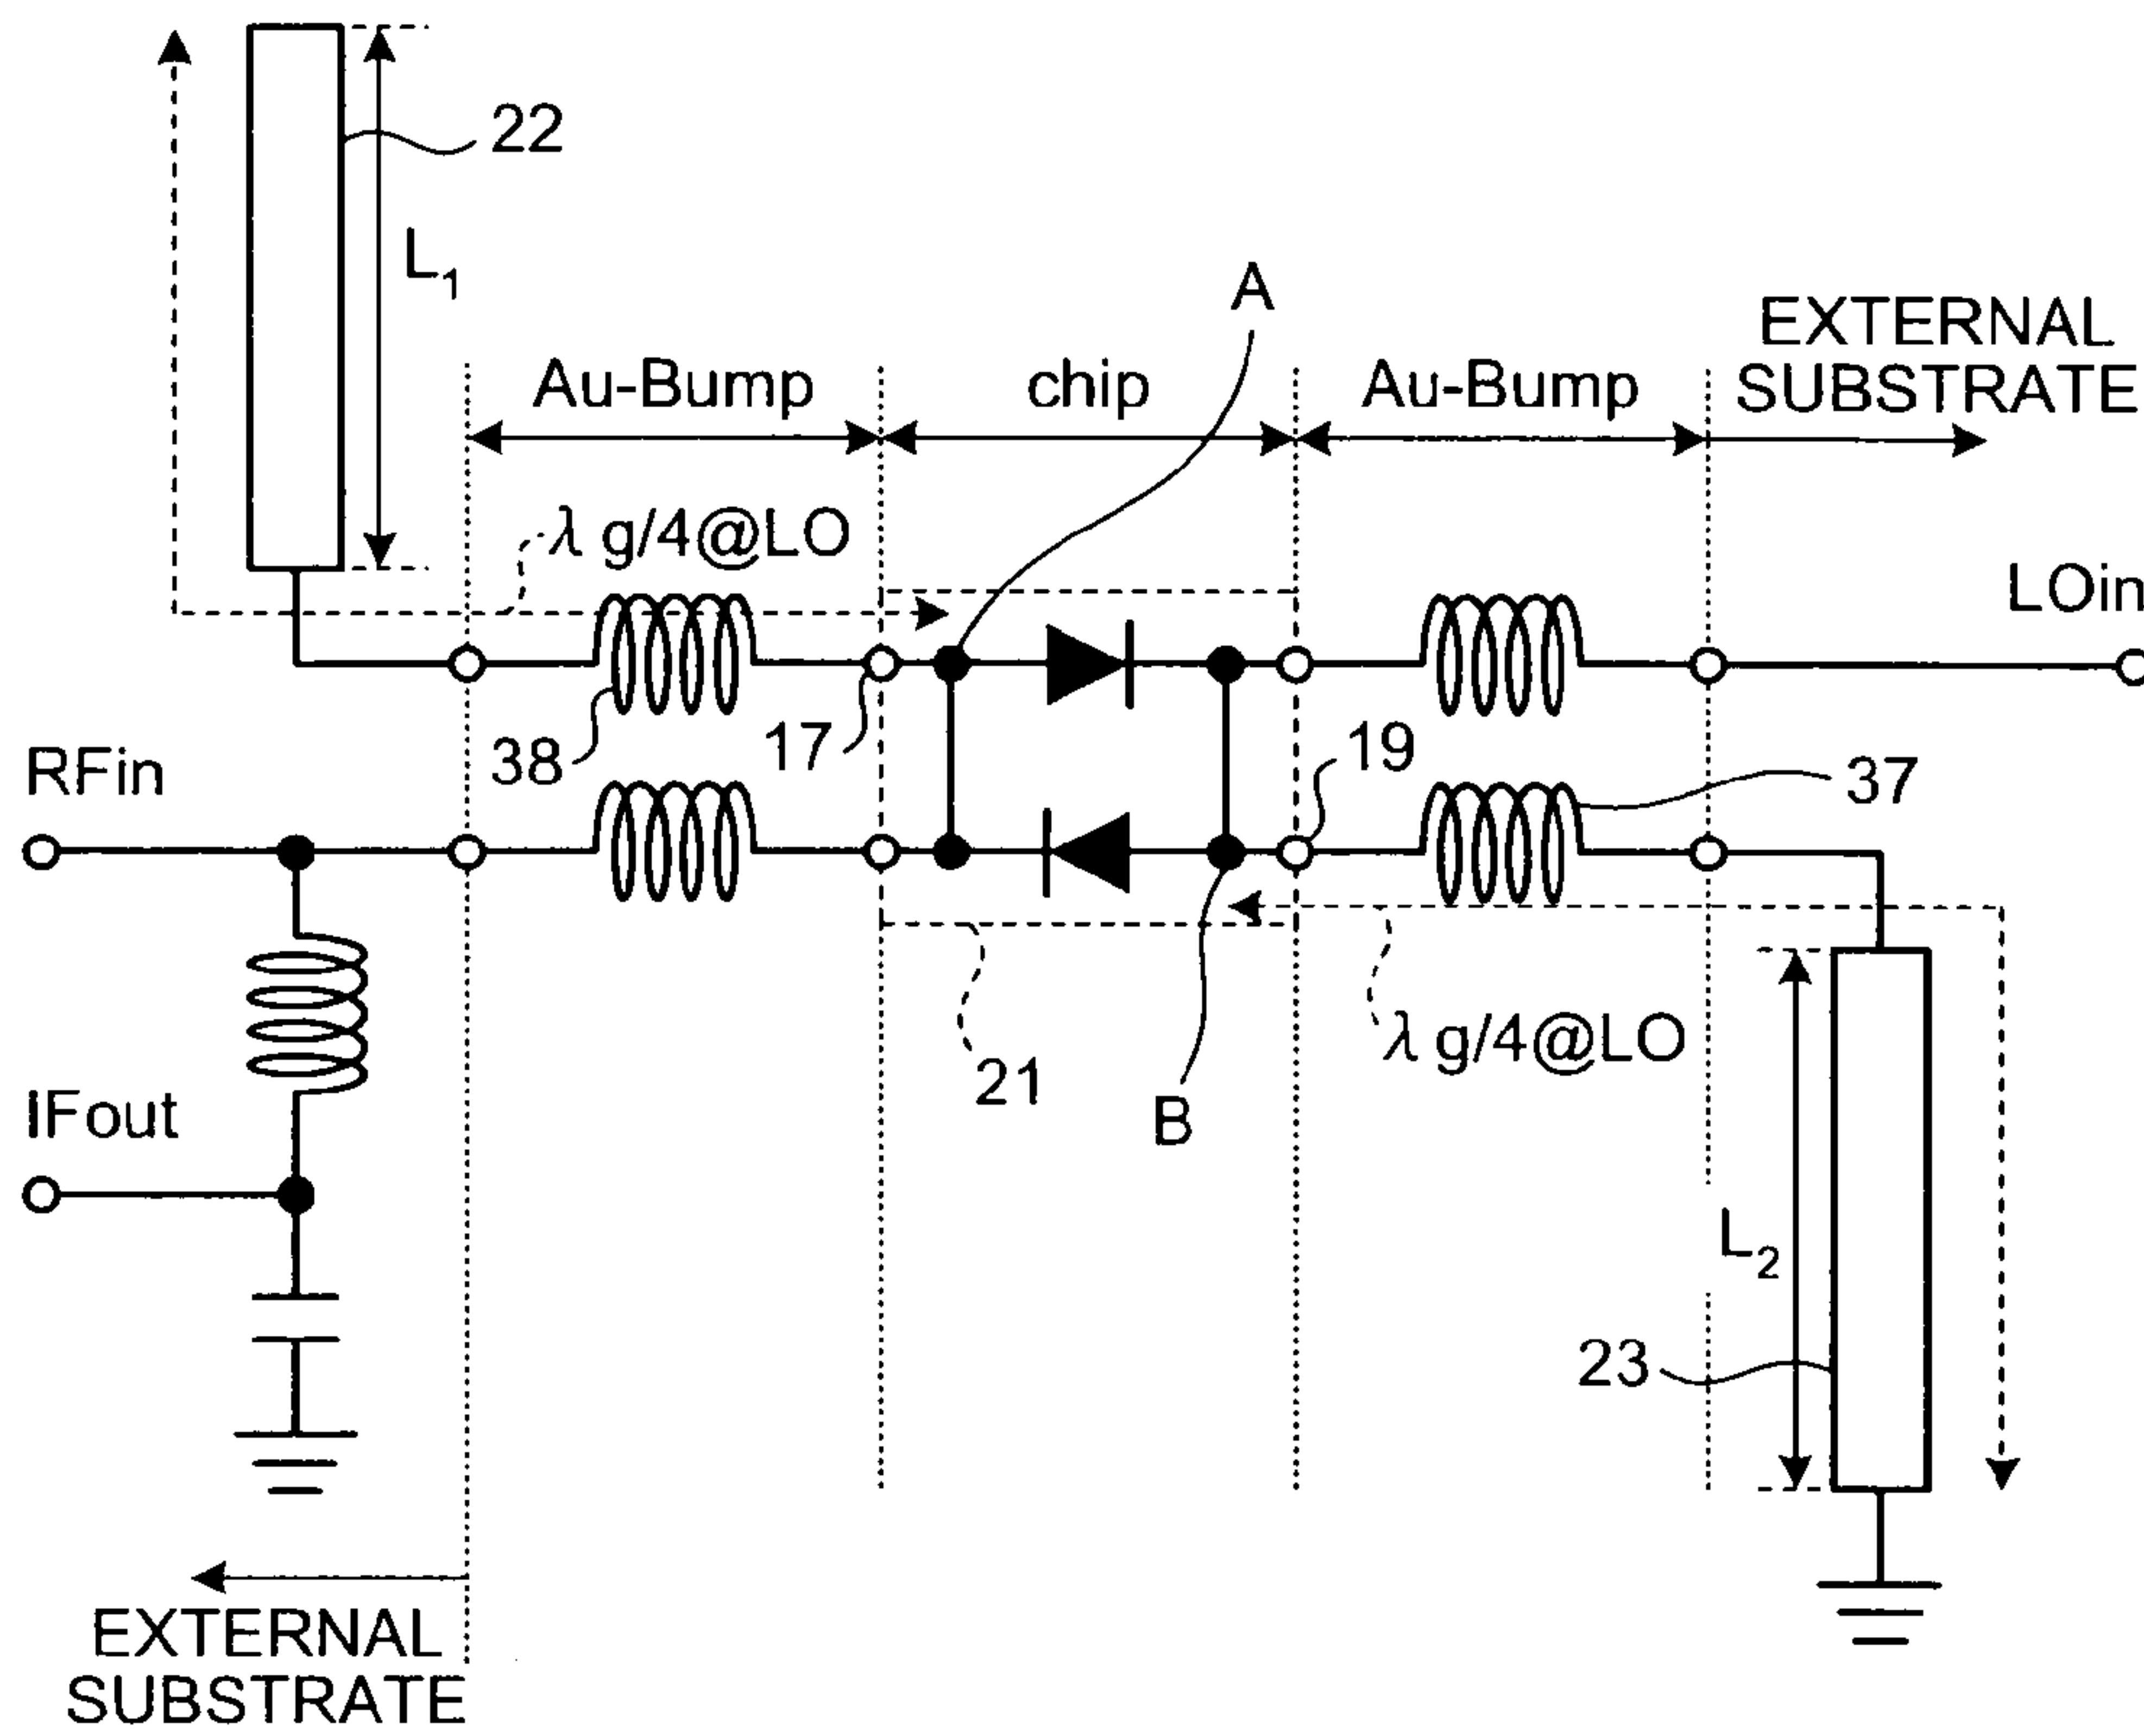 22
L1
A
EXTERNAL
SUBSTRATE
Au-Bump
chip
Au-Bump
λ g/4@LO
LOin
38
17
19
37
RFin
21
λ g/4@LO
B
IFout
L2
23
EXTERNAL
SUBSTRATE